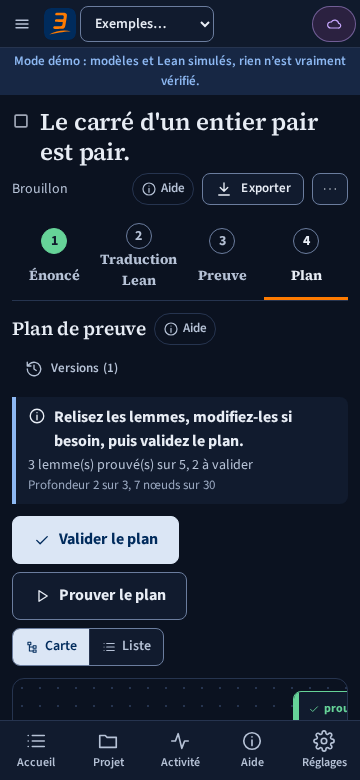 Exemples…
Mode démo : modèles et Lean simulés, rien n'est vraiment
vérifié.
Le carré d'un entier pair
est pair.
Brouillon
Aide
Exporter
1
2
3
4
Énoncé
Traduction
Lean
Preuve
Plan
Plan de preuve
Aide
Versions (1)
Relisez les lemmes, modifiez-les si
besoin, puis validez le plan.
3 lemme(s) prouvé(s) sur 5, 2 à valider
Profondeur 2 sur 3, 7 nœuds sur 30
Valider le plan
Prouver le plan
Carte
Liste
Accueil
Projet
Activité
Aide
Réglages